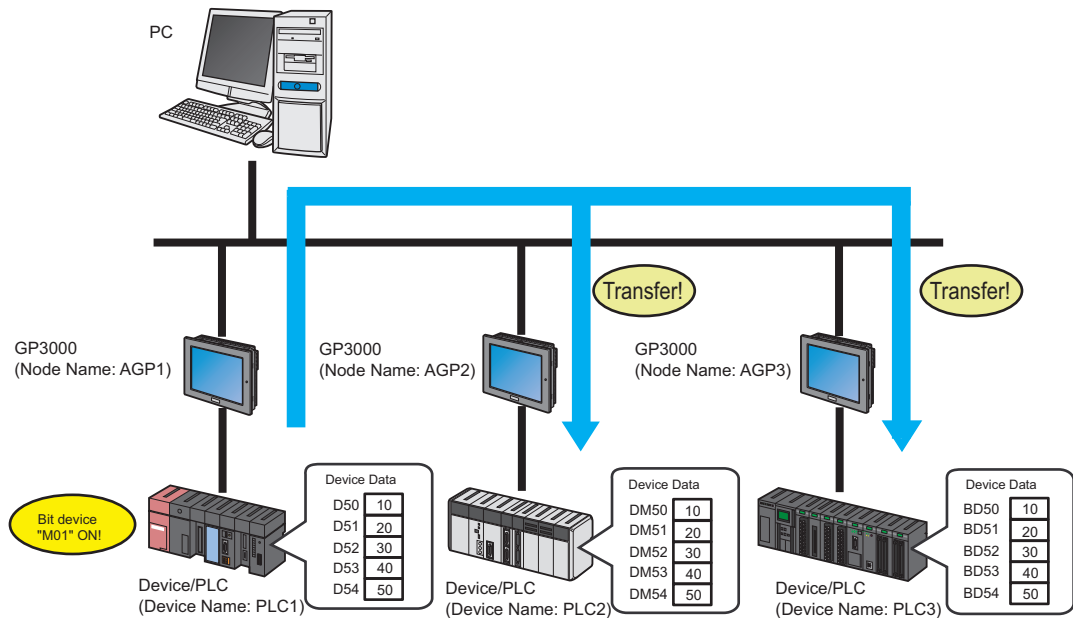 PC
Transfer!
Transfer!
GP3000
(Node Name: AGP1)
GP3000
(Node Name: AGP2)
GP3000
(Node Name: AGP3)
Bit device
"M01" ON!
Device Data
D50 10
D51 20
D52 30
D53 40
D54 50
Device/PLC
(Device Name: PLC1)
Device Data
DM50 10
DM51 20
DM52 30
DM53 40
DM54 50
Device/PLC
(Device Name: PLC2)
Device Data
BD50 10
BD51 20
BD52 30
BD53 40
BD54 50
Device/PLC
(Device Name: PLC3)